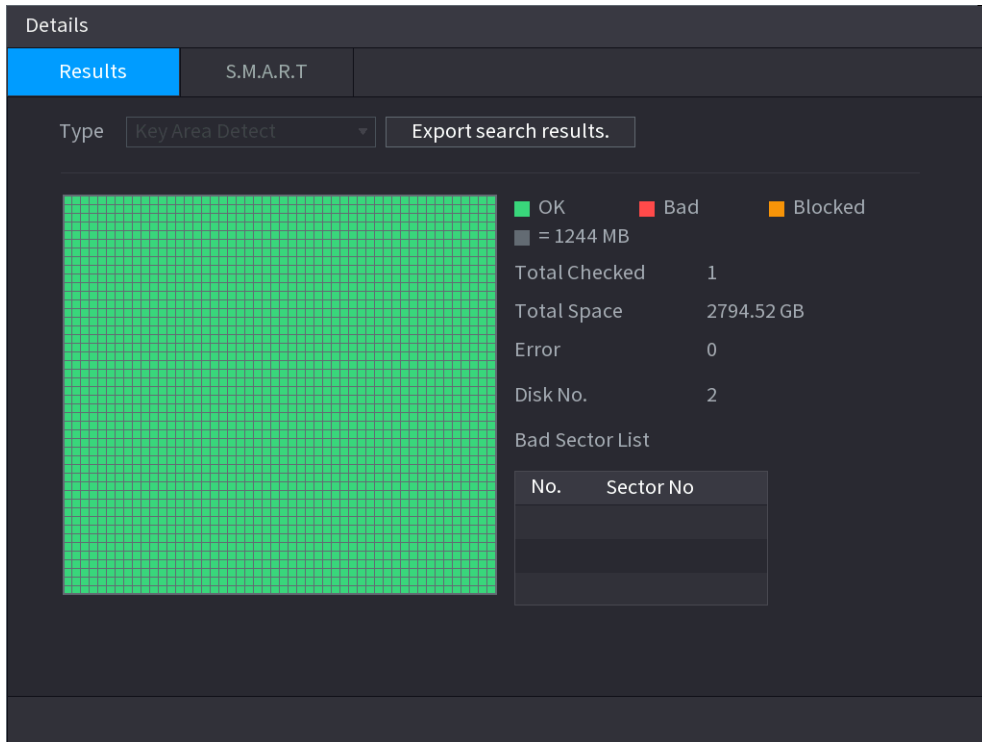 Details
Results S.M.A.R.T
Type Key Area Detect Export search results.
OK Bad Blocked
= 1244 MB
Total Checked 1
Total Space 2794.52 GB
Error 0
Disk No. 2
Bad Sector List
No. Sector No